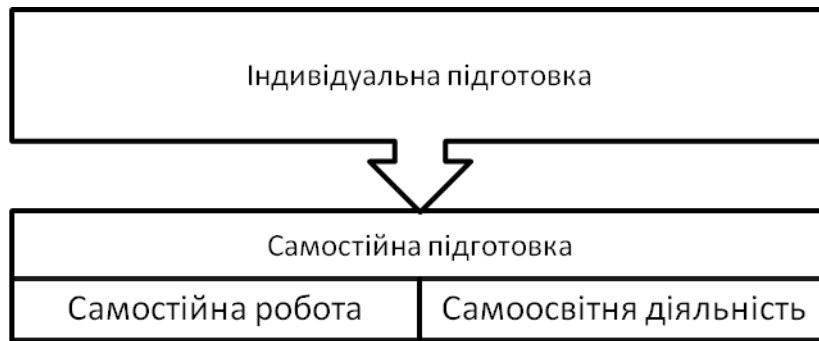 Індивідуальна підготовка
Самостійна підготовка
Самостійна робота
Самоосвітня діяльність